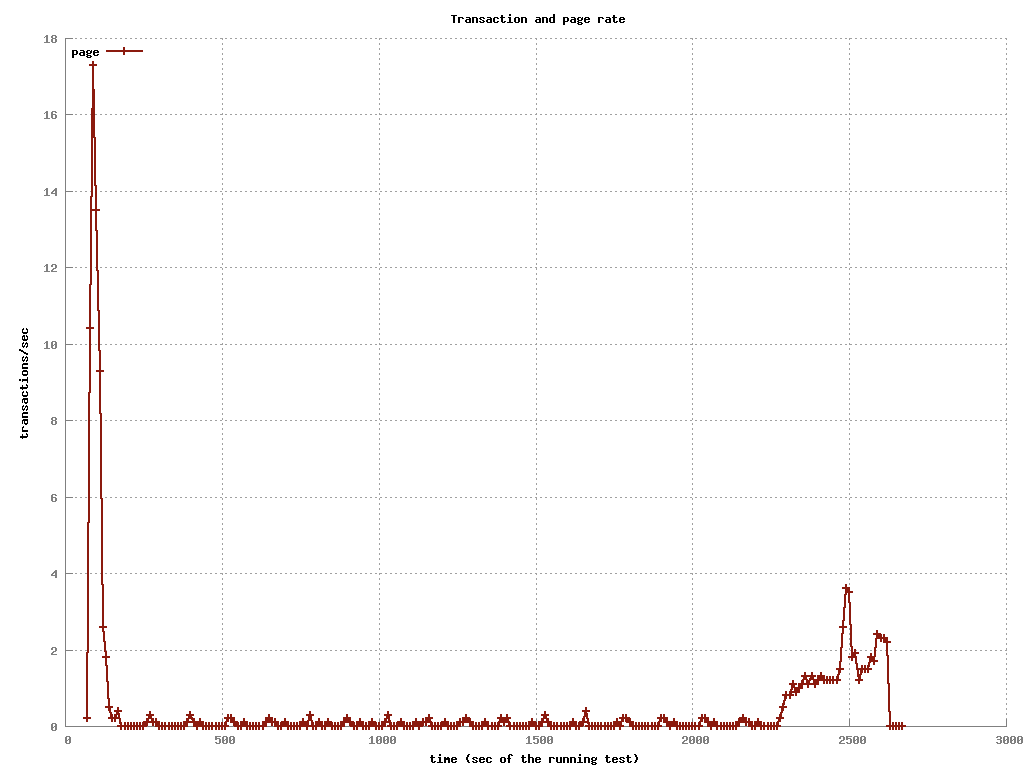 Transaction and page rate
18
page
16
14
12
10
8
6
4
2
0
transactions/sec
0 500 1000 1500 2000 2500 3000
time (sec of the running test)